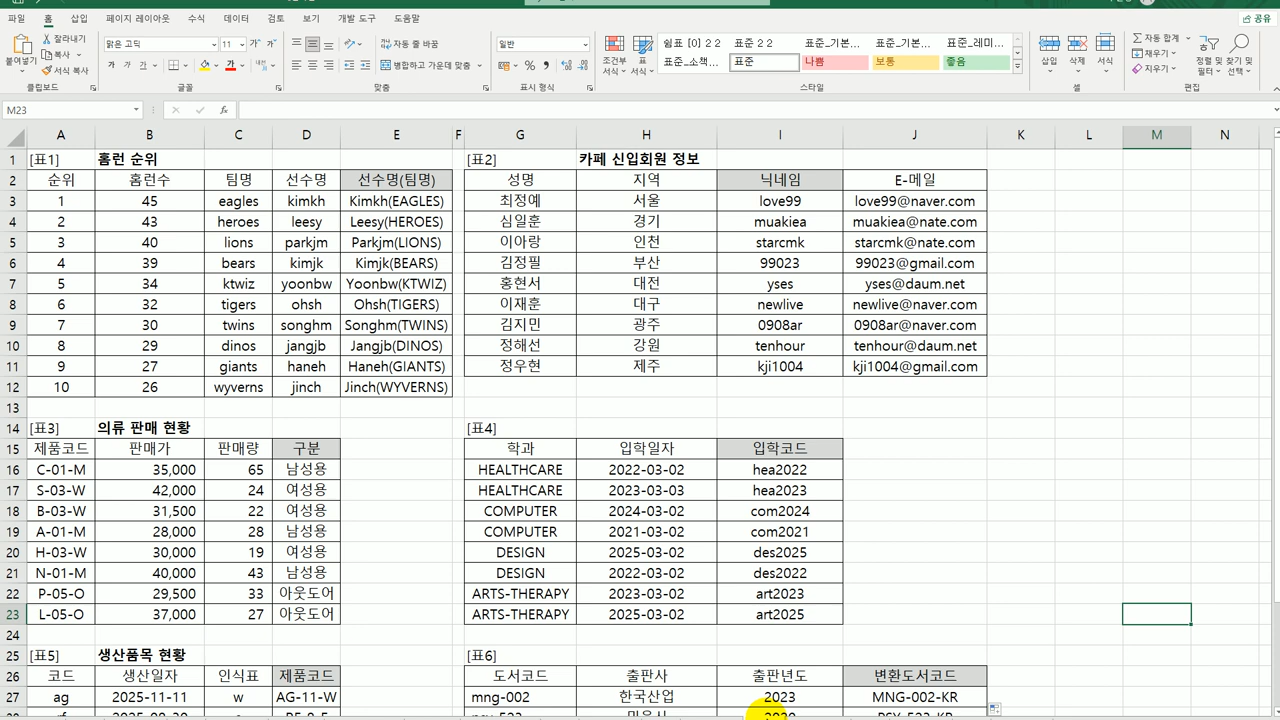 파일 홈 삽입 페이지 레이아웃 수식 데이터 검토 보기 개발 도구 도움말 공유
붙여넣기 잘라내기 복사 서식 복사 맑은 고딕 11 가 가 가 가 가 자동 줄 바꿈 병합하고 가운데 맞춤 일반 % 조건부 서식 표 서식 삽입 삭제 서식 자동 합계 채우기 지우기 정렬 및 필터 찾기 및 선택
쉼표 [0] 2 2 표준 2 2 표준_기본... 표준_기본... 표준_레미...
표준_소책... 표준 나쁨 보통 좋음
클립보드 글꼴 맞춤 표시 형식 스타일 셀 편집
M23 fx
A B C D E F G H I J K L M N
1 [표1] 홈런 순위 [표2] 카페 신입회원 정보
2 순위 홈런수 팀명 선수명 선수명(팀명) 성명 지역 닉네임 E-메일
3 1 45 eagles kimkh Kimkh(EAGLES) 최정예 서울 love99 love99@naver.com
4 2 43 heroes leesy Leesy(HEROES) 심일훈 경기 muakiea muakiea@nate.com
5 3 40 lions parkjm Parkjm(LIONS) 이아랑 인천 starcmk starcmk@nate.com
6 4 39 bears kimjk Kimjk(BEARS) 김정필 부산 99023 99023@gmail.com
7 5 34 ktwiz yoonbw Yoonbw(KTWIZ) 홍현서 대전 yses yses@daum.net
8 6 32 tigers ohsh Ohsh(TIGERS) 이재훈 대구 newlive newlive@naver.com
9 7 30 twins songhm Songhm(TWINS) 김지민 광주 0908ar 0908ar@naver.com
10 8 29 dinos jangjb Jangjb(DINOS) 정해선 강원 tenhour tenhour@daum.net
11 9 27 giants haneh Haneh(GIANTS) 정우현 제주 kji1004 kji1004@gmail.com
12 10 26 wyverns jinch Jinch(WYVERNS)
13
14 [표3] 의류 판매 현황 [표4]
15 제품코드 판매가 판매량 구분 학과 입학일자 입학코드
16 C-01-M 35,000 65 남성용 HEALTHCARE 2022-03-02 hea2022
17 S-03-W 42,000 24 여성용 HEALTHCARE 2023-03-03 hea2023
18 B-03-W 31,500 22 여성용 COMPUTER 2024-03-02 com2024
19 A-01-M 28,000 28 남성용 COMPUTER 2021-03-02 com2021
20 H-03-W 30,000 19 여성용 DESIGN 2025-03-02 des2025
21 N-01-M 40,000 43 남성용 DESIGN 2022-03-02 des2022
22 P-05-O 29,500 33 아웃도어 ARTS-THERAPY 2023-03-02 art2023
23 L-05-O 37,000 27 아웃도어 ARTS-THERAPY 2025-03-02 art2025
24
25 [표5] 생산품목 현황 [표6]
26 코드 생산일자 인식표 제품코드 도서코드 출판사 출판년도 변환도서코드
27 ag 2025-11-11 w AG-11-W mng-002 한국산업 2023 MNG-002-KR